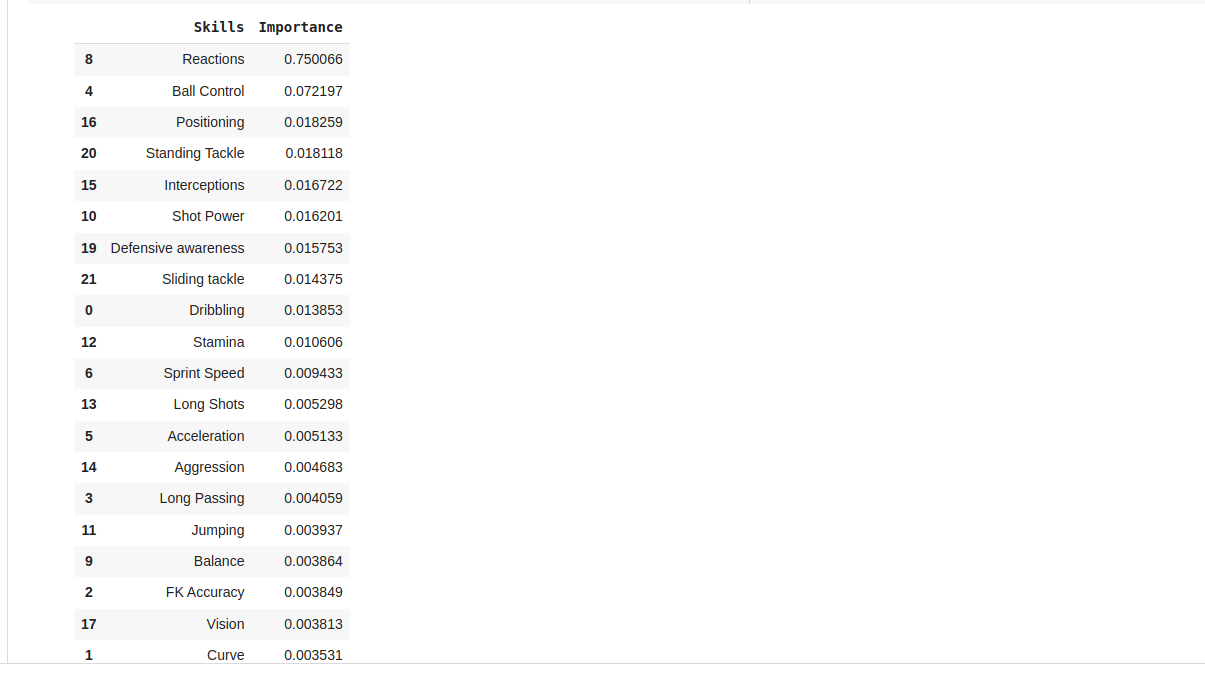 Skills Importance
8 Reactions 0.750066
4 Ball Control 0.072197
16 Positioning 0.018259
20 Standing Tackle 0.018118
15 Interceptions 0.016722
10 Shot Power 0.016201
19 Defensive awareness 0.015753
21 Sliding tackle 0.014375
0 Dribbling 0.013853
12 Stamina 0.010606
6 Sprint Speed 0.009433
13 Long Shots 0.005298
5 Acceleration 0.005133
14 Aggression 0.004683
3 Long Passing 0.004059
11 Jumping 0.003937
9 Balance 0.003864
2 FK Accuracy 0.003849
17 Vision 0.003813
1 Curve 0.003531